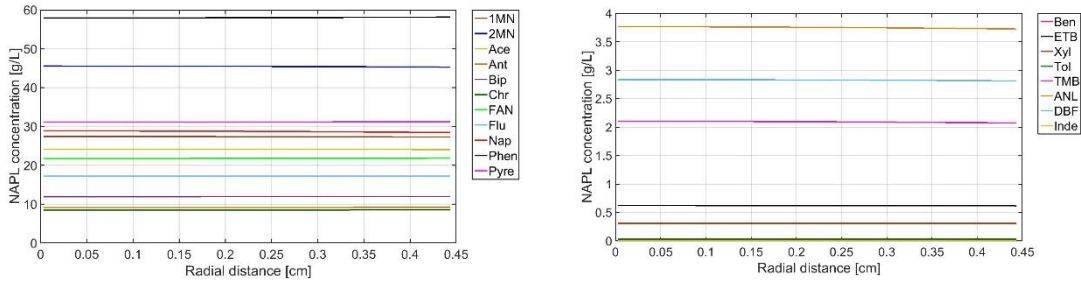 NAPL concentration [g/L]
60
50
40
30
20
10
0
0 0.05 0.1 0.15 0.2 0.25 0.3 0.35 0.4 0.45
Radial distance [cm]
1MN
2MN
Ace
Ant
Bip
Chr
FAN
Flu
Nap
Phen
Pyre
NAPL concentration [g/L]
4
3.5
3
2.5
2
1.5
1
0.5
0
0 0.05 0.1 0.15 0.2 0.25 0.3 0.35 0.4 0.45
Radial distance [cm]
Ben
ETB
Xyl
Tol
TMB
ANL
DBF
Inde